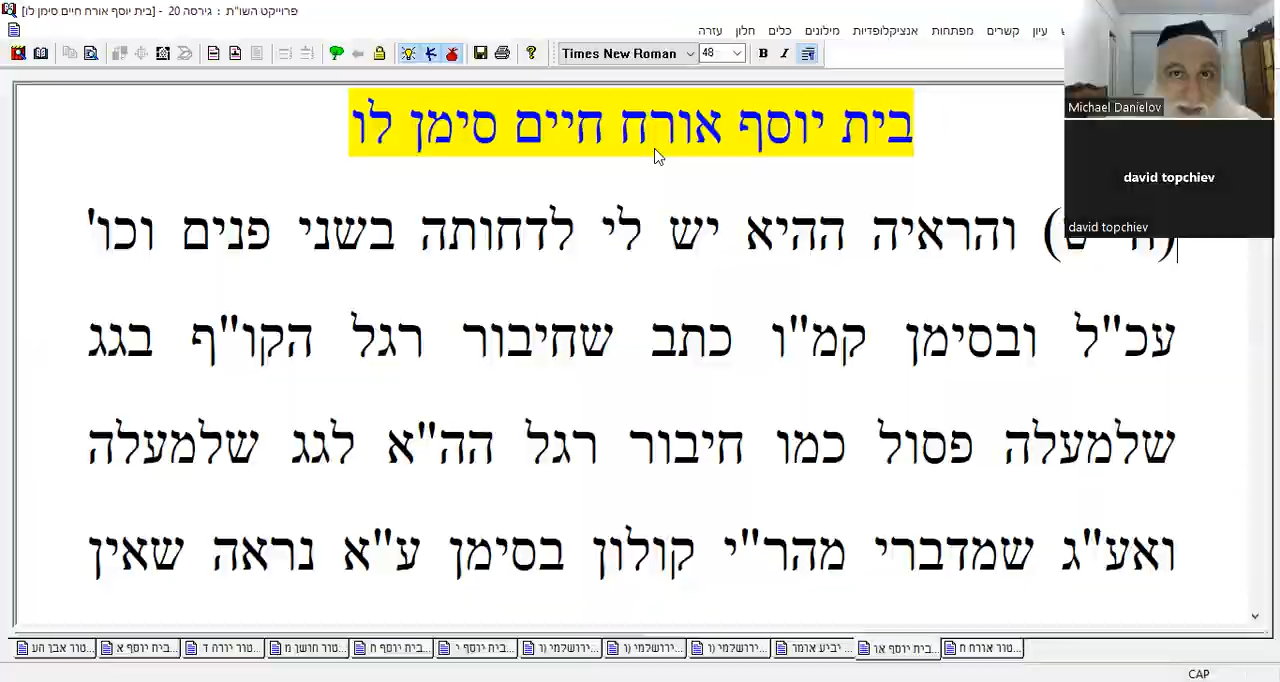 פרוייקט השו"ת : גירסה 20 - [בית יוסף אורח חיים סימן לו]
עיון קשרים מפתחות אנציקלופדיות מילונים כלים חלון עזרה
Times New Roman 48 B I
Michael Danielov
david topchiev
david topchiev
בית יוסף אורח חיים סימן לו
והראיה ההיא יש לי לדחותה בשני פנים וכו'
עכ"ל ובסימן קמ"ו כתב שחיבור רגל הקו"ף בגג
שלמעלה פסול כמו חיבור רגל הה"א לגג שלמעלה
ואע"ג שמדברי מהר"י קולון בסימן ע"א נראה שאין
טור אורח ח... בית יוסף או... יביע אומר ... ירושלמי (ו... ירושלמי (ו... ירושלמי (ו... בית יוסף י... בית יוסף ח... טור חושן מ... טור יורה ד... בית יוסף א... טור אבן הע...
CAP